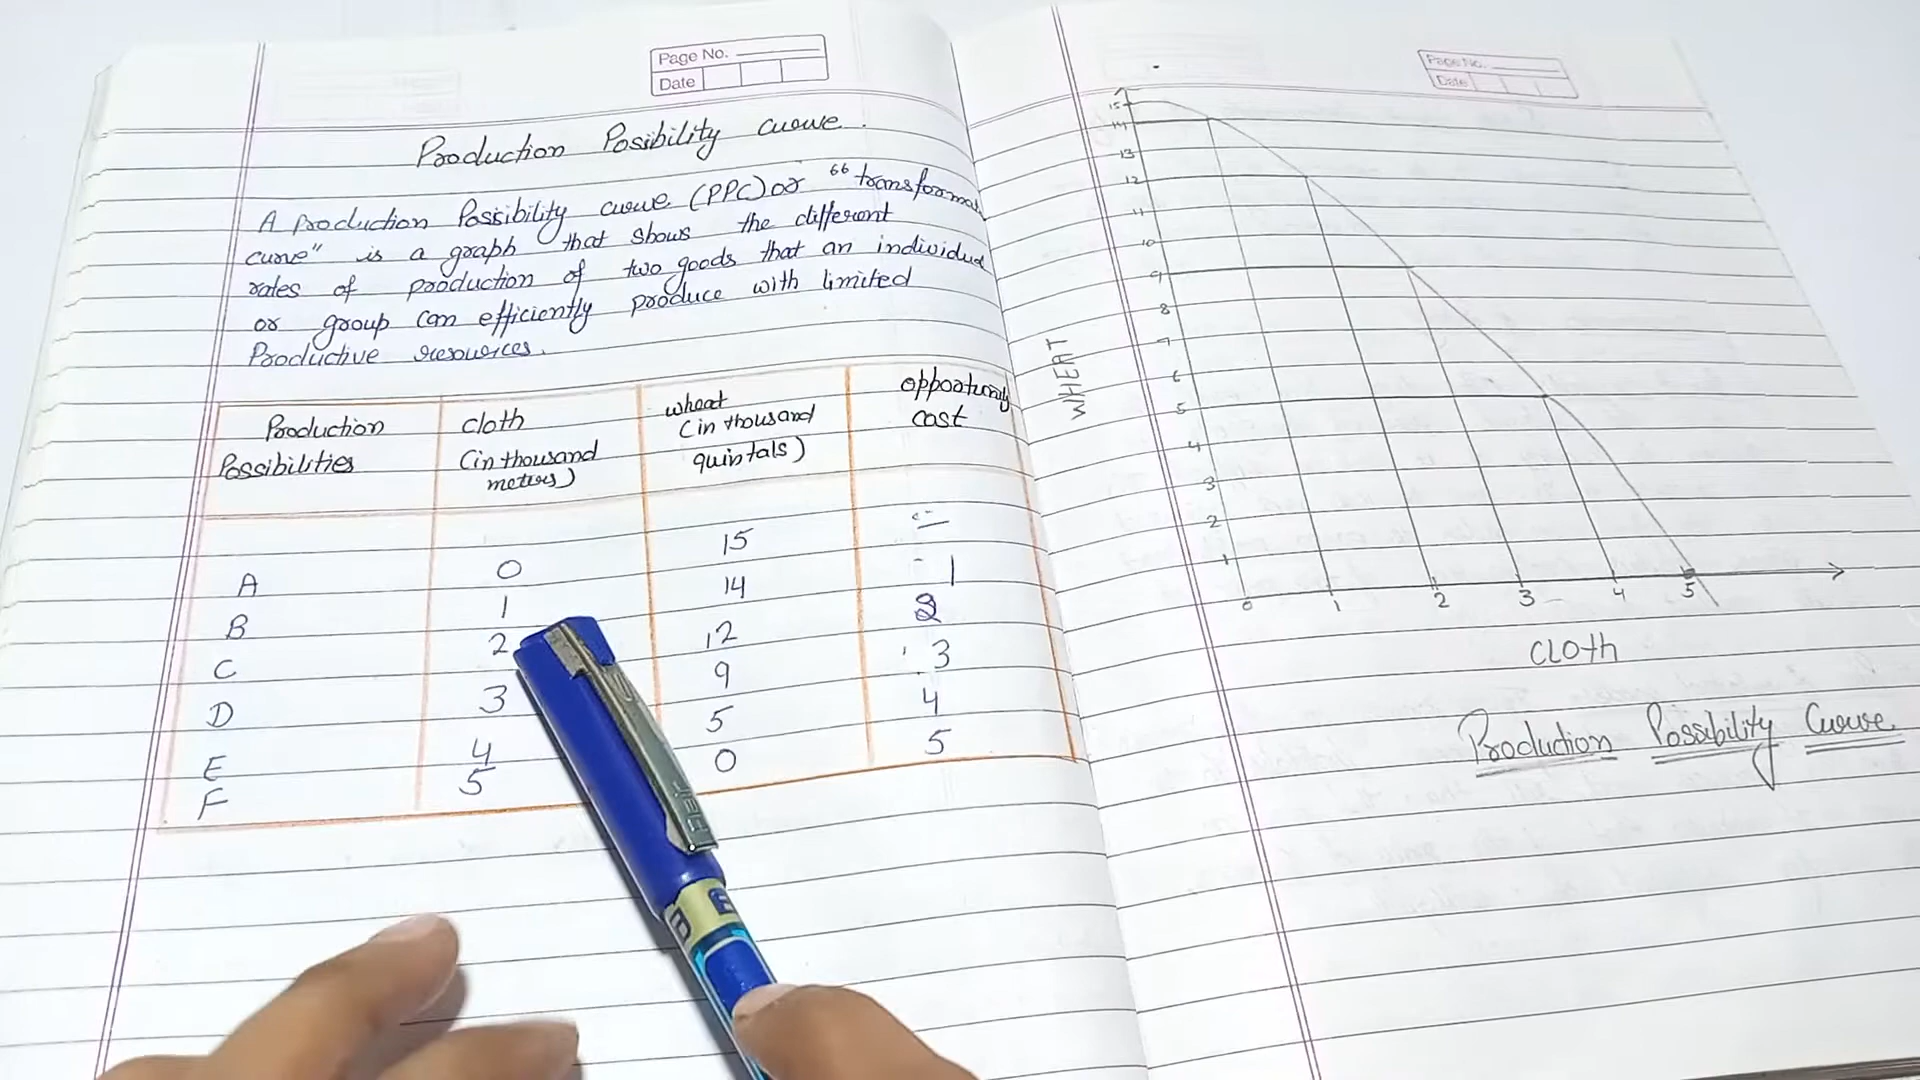 Page No.
Date
Production Posibility curve.
A production Possibility curve (PPC) or “transformat
curve” is a graph that shows the different
rates of production of two goods that an individual
or group can efficiently produce with limited
Productive resources.
Production Possibilities | cloth (in thousand meters) | wheat (in thousand quintals) | opportunity cost
A 0 15 -
B 1 14 1
C 2 12 2
D 3 9 3
E 4 5 4
F 5 0 5
Page No.
Date
15
14
13
12
11
10
9
8
7
6
5
4
3
2
1
WHEAT
0 1 2 3 4 5
CLOTH
Production Possibility Curve